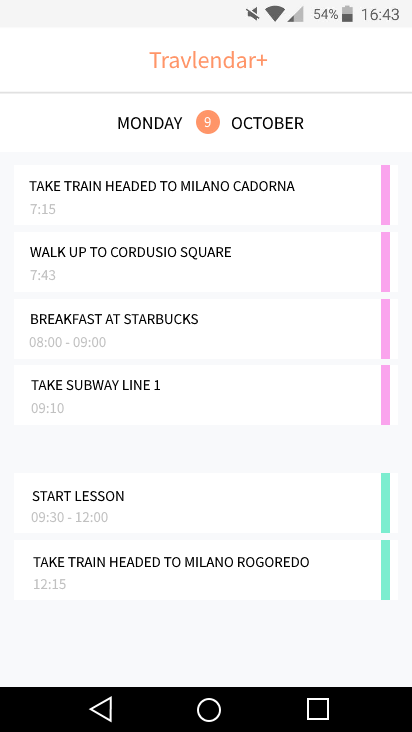 54% 16:43
Travlendar+
MONDAY 9 OCTOBER
TAKE TRAIN HEADED TO MILANO CADORNA
7:15
WALK UP TO CORDUSIO SQUARE
7:43
BREAKFAST AT STARBUCKS
08:00 - 09:00
TAKE SUBWAY LINE 1
09:10
START LESSON
09:30 - 12:00
TAKE TRAIN HEADED TO MILANO ROGOREDO
12:15